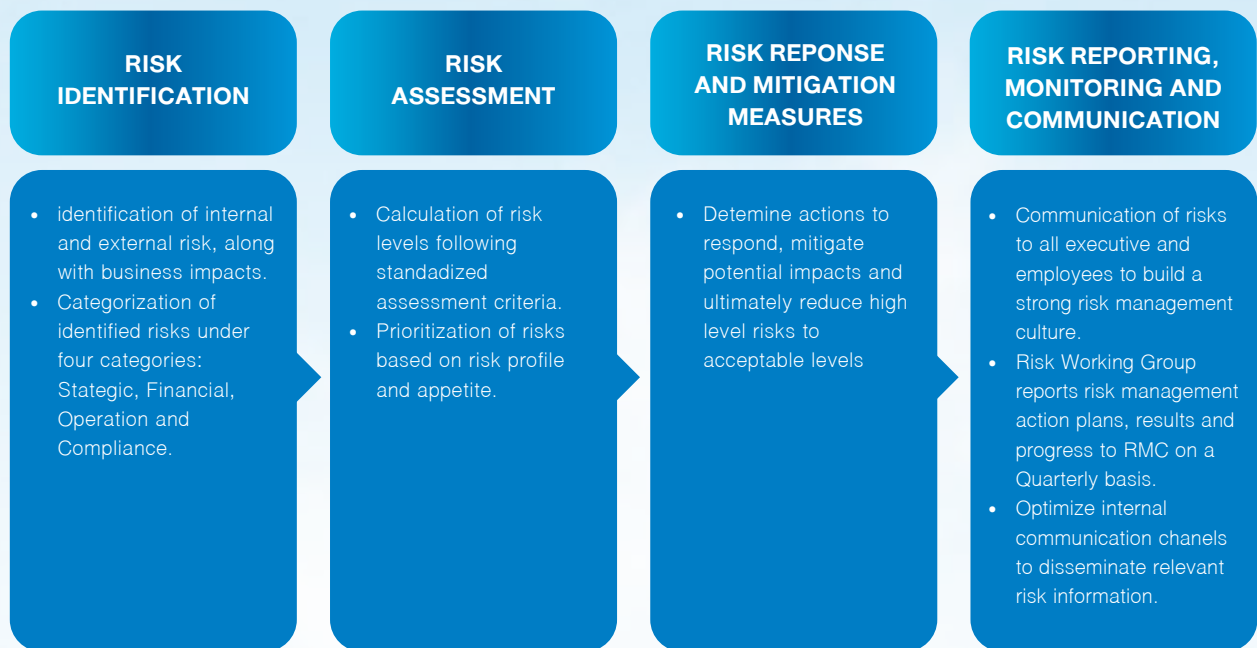 RISK
IDENTIFICATION
RISK
ASSESSMENT
RISK REPONSE
AND MITIGATION
MEASURES
RISK REPORTING,
MONITORING AND
COMMUNICATION
• identification of internal
and external risk, along
with business impacts.
• Categorization of
identified risks under
four categories:
Stategic, Financial,
Operation and
Compliance.
• Calculation of risk
levels following
standadized
assessment criteria.
• Prioritization of risks
based on risk profile
and appetite.
• Detemine actions to
respond, mitigate
potential impacts and
ultimately reduce high
level risks to
acceptable levels
• Communication of risks
to all executive and
employees to build a
strong risk management
culture.
• Risk Working Group
reports risk management
action plans, results and
progress to RMC on a
Quarterly basis.
• Optimize internal
communication chanels
to disseminate relevant
risk information.